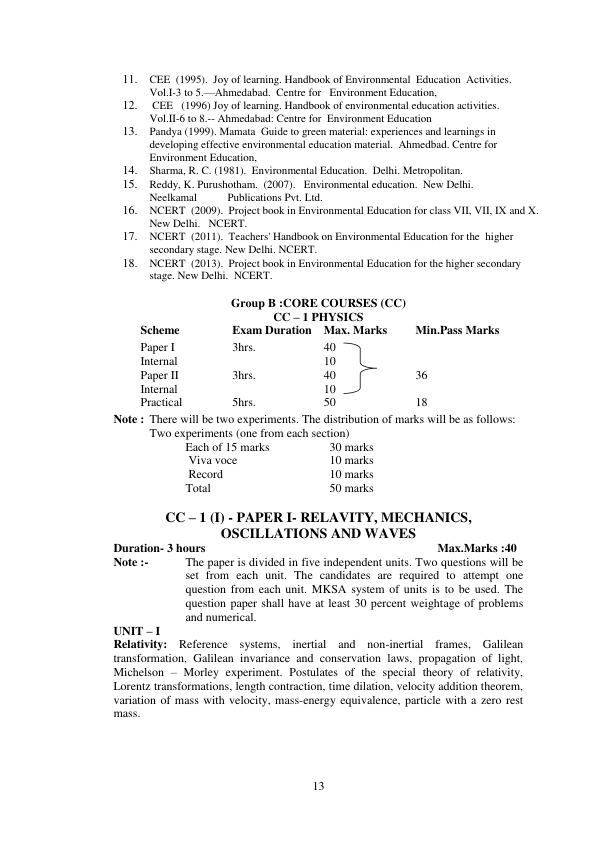 11. CEE (1995). Joy of learning. Handbook of Environmental Education Activities.
Vol.I-3 to 5.—Ahmedabad. Centre for Environment Education,
12. CEE (1996) Joy of learning. Handbook of environmental education activities.
Vol.II-6 to 8.-- Ahmedabad: Centre for Environment Education
13. Pandya (1999). Mamata Guide to green material: experiences and learnings in
developing effective environmental education material. Ahmedbad. Centre for
Environment Education,
14. Sharma, R. C. (1981). Environmental Education. Delhi. Metropolitan.
15. Reddy, K. Purushotham. (2007). Environmental education. New Delhi.
Neelkamal Publications Pvt. Ltd.
16. NCERT (2009). Project book in Environmental Education for class VII, VII, IX and X.
New Delhi. NCERT.
17. NCERT (2011). Teachers' Handbook on Environmental Education for the higher
secondary stage. New Delhi. NCERT.
18. NCERT (2013). Project book in Environmental Education for the higher secondary
stage. New Delhi. NCERT.
Group B :CORE COURSES (CC)
CC – 1 PHYSICS
Scheme Exam Duration Max. Marks Min.Pass Marks
Paper I 3hrs. 40
Internal 10
Paper II 3hrs. 40 36
Internal 10
Practical 5hrs. 50 18
Note : There will be two experiments. The distribution of marks will be as follows:
Two experiments (one from each section)
Each of 15 marks 30 marks
Viva voce 10 marks
Record 10 marks
Total 50 marks
CC – 1 (I) - PAPER I- RELAVITY, MECHANICS,
OSCILLATIONS AND WAVES
Duration- 3 hours Max.Marks :40
Note :- The paper is divided in five independent units. Two questions will be
set from each unit. The candidates are required to attempt one
question from each unit. MKSA system of units is to be used. The
question paper shall have at least 30 percent weightage of problems
and numerical.
UNIT – I
Relativity: Reference systems, inertial and non-inertial frames, Galilean
transformation, Galilean invariance and conservation laws, propagation of light,
Michelson – Morley experiment. Postulates of the special theory of relativity,
Lorentz transformations, length contraction, time dilation, velocity addition theorem,
variation of mass with velocity, mass-energy equivalence, particle with a zero rest
mass.
13